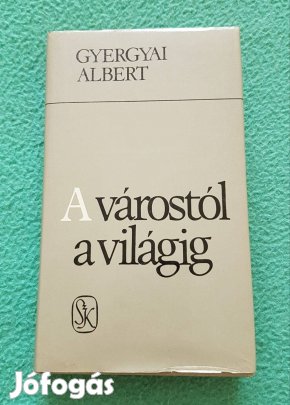 GYERGYAI
ALBERT
A várostól
a világig
SzK
Jófogás